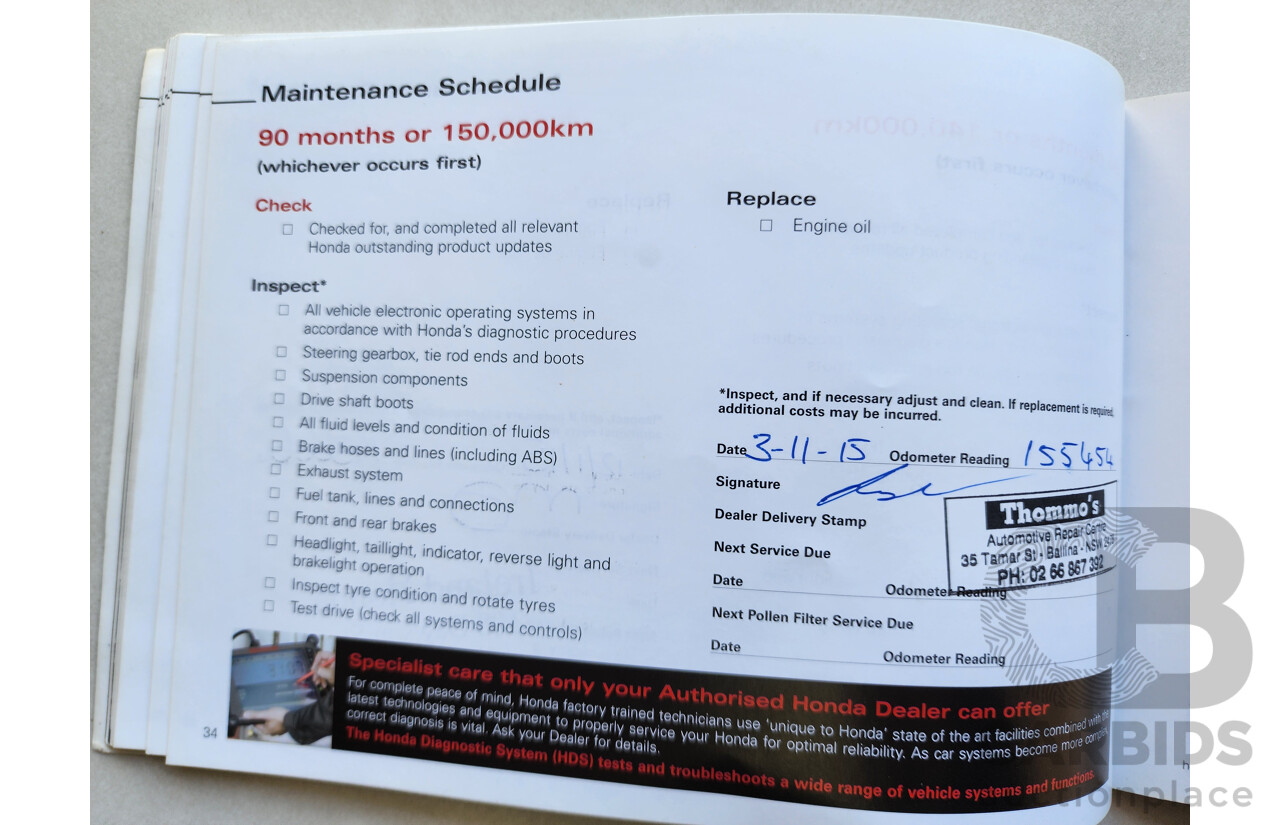 Maintenance Schedule
90 months or 150,000km
(whichever occurs first)
Check
Checked for, and completed all relevant
Honda outstanding product updates
Inspect*
All vehicle electronic operating systems in
accordance with Honda's diagnostic procedures
Steering gearbox, tie rod ends and boots
Suspension components
Drive shaft boots
All fluid levels and condition of fluids
Brake hoses and lines (including ABS)
Exhaust system
Fuel tank, lines and connections
Front and rear brakes
Headlight, taillight, indicator, reverse light and
brakelight operation
Inspect tyre condition and rotate tyres
Test drive (check all systems and controls)
Replace
Engine oil
*Inspect, and if necessary adjust and clean. If replacement is required,
additional costs may be incurred.
Date 3-11-15 Odometer Reading 155454
Signature
Dealer Delivery Stamp
Thommo's
Automotive Repair Centre
35 Tamar St - Ballina - NSW
PH: 02 66 867 392
Next Service Due
Date Odometer Reading
Next Pollen Filter Service Due
Date Odometer Reading
Specialist care that only your Authorised Honda Dealer can offer
For complete peace of mind, Honda factory trained technicians use 'unique to Honda' state of the art facilities combined with the
latest technologies and equipment to properly service your Honda for optimal reliability. As car systems become more complex,
correct diagnosis is vital. Ask your Dealer for details.
The Honda Diagnostic System (HDS) tests and troubleshoots a wide range of vehicle systems and functions.
34
BIDS
onplace